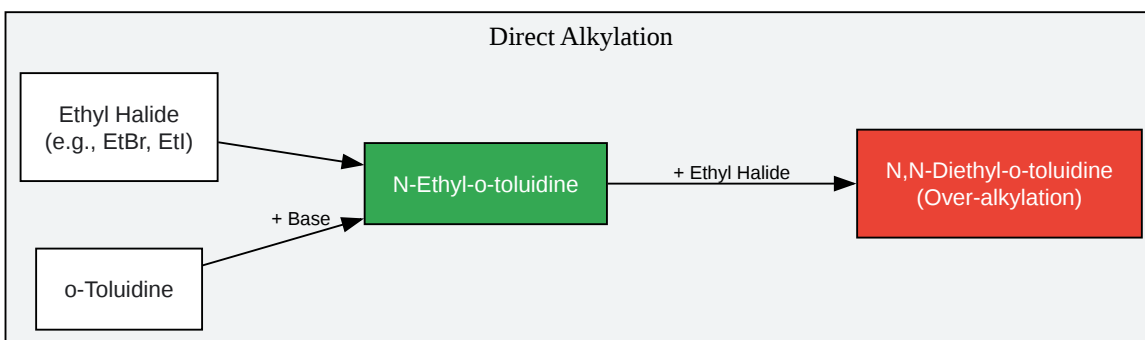 Direct Alkylation
Ethyl Halide
(e.g., EtBr, EtI)
N-Ethyl-o-toluidine
+ Ethyl Halide
N,N-Diethyl-o-toluidine
(Over-alkylation)
+ Base
o-Toluidine